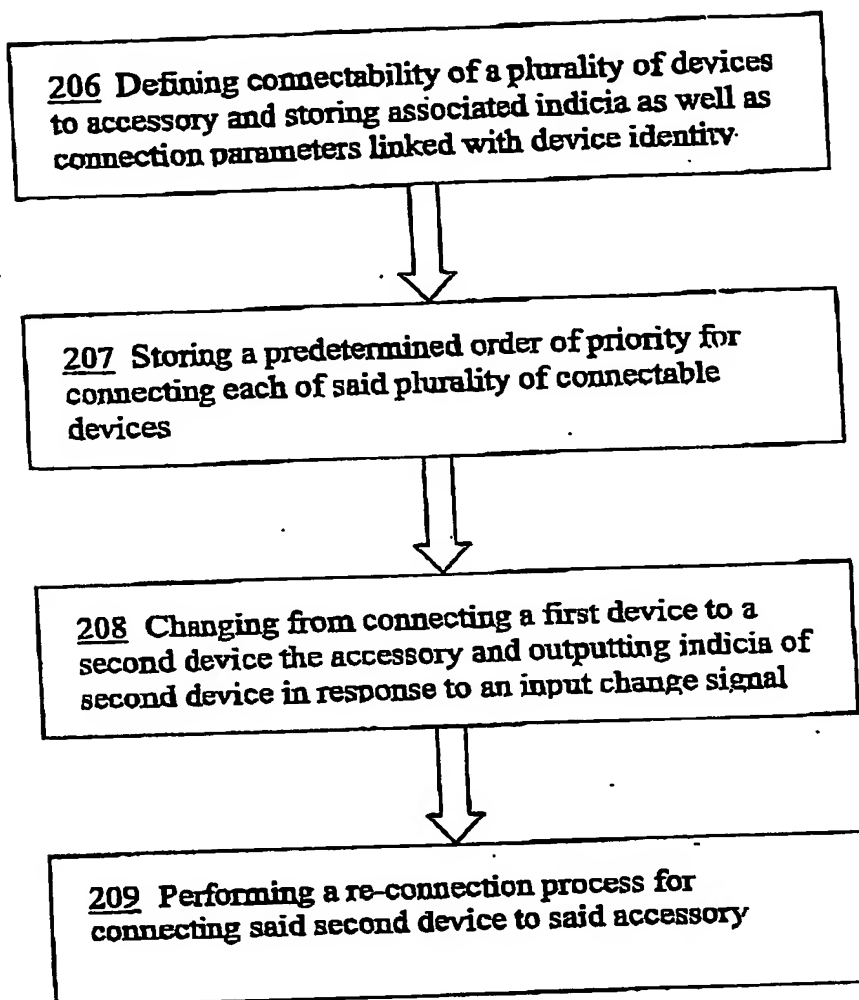 206 Defining connectability of a plurality of devices
to accessory and storing associated indicia as well as
connection parameters linked with device identity.
207 Storing a predetermined order of priority for
connecting each of said plurality of connectable
devices
208 Changing from connecting a first device to a
second device the accessory and outputting indicia of
second device in response to an input change signal
209 Performing a re-connection process for
connecting said second device to said accessory